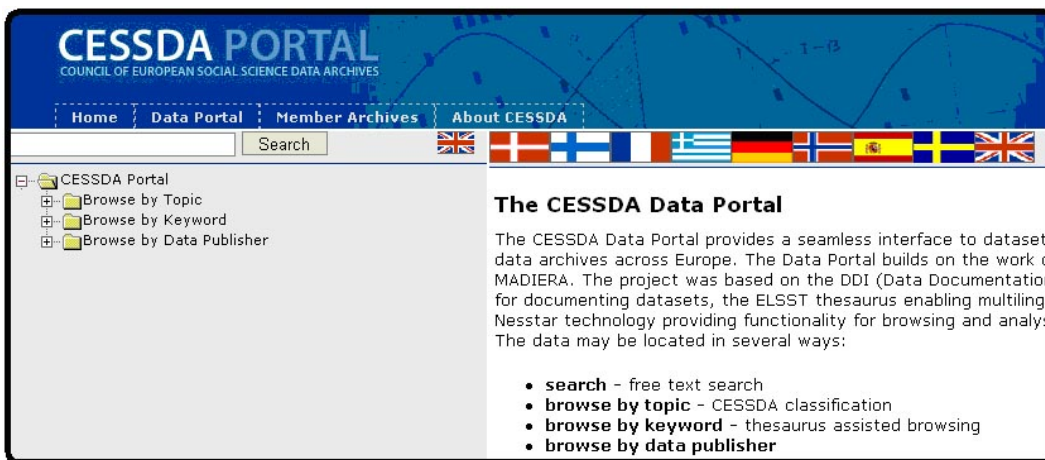 CESSDA PORTAL
COUNCIL OF EUROPEAN SOCIAL SCIENCE DATA ARCHIVES
Home Data Portal Member Archives About CESSDA
Search
CESSDA Portal
Browse by Topic
Browse by Keyword
Browse by Data Publisher
The CESSDA Data Portal
The CESSDA Data Portal provides a seamless interface to dataset
data archives across Europe. The Data Portal builds on the work
MADIERA. The project was based on the DDI (Data Documentatio
for documenting datasets, the ELSST thesaurus enabling multiling
Nesstar technology providing functionality for browsing and analys
The data may be located in several ways:
• search - free text search
• browse by topic - CESSDA classification
• browse by keyword - thesaurus assisted browsing
• browse by data publisher